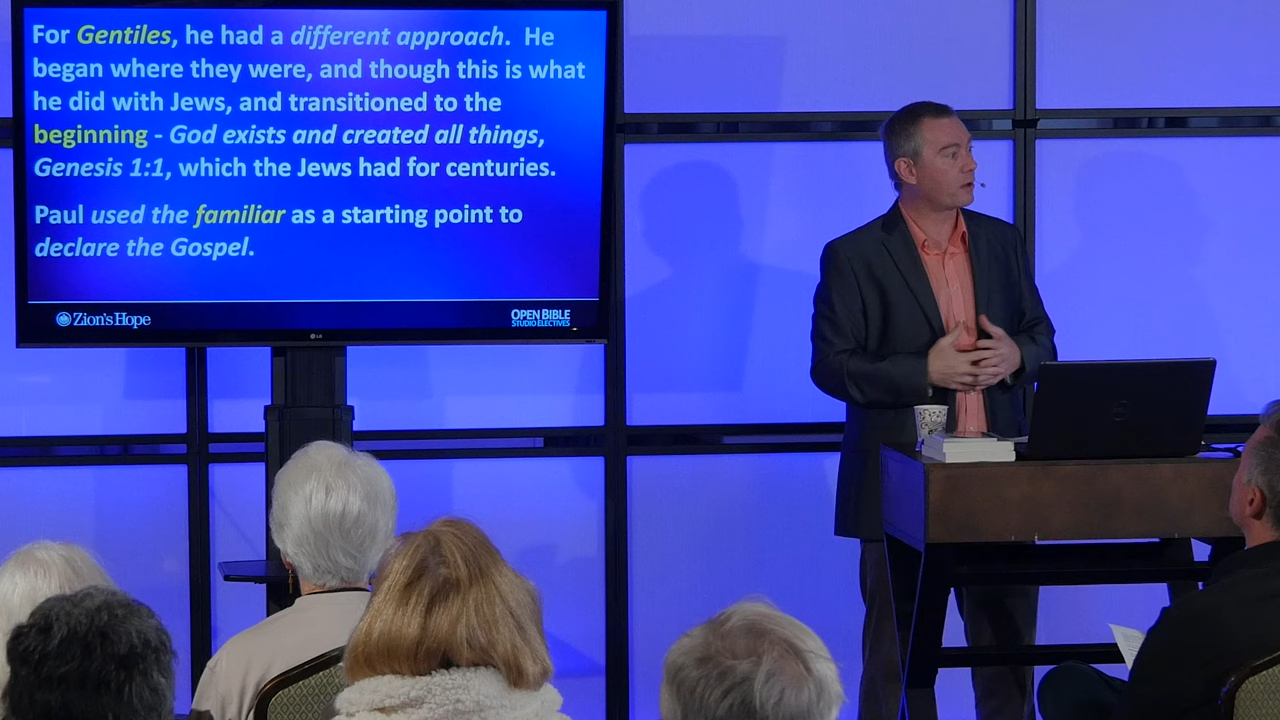 For Gentiles, he had a different approach. He
began where they were, and though this is what
he did with Jews, and transitioned to the
beginning - God exists and created all things,
Genesis 1:1, which the Jews had for centuries.
Paul used the familiar as a starting point to
declare the Gospel.
Zion's Hope
OPEN BIBLE
STUDIO ELECTIVES
LG